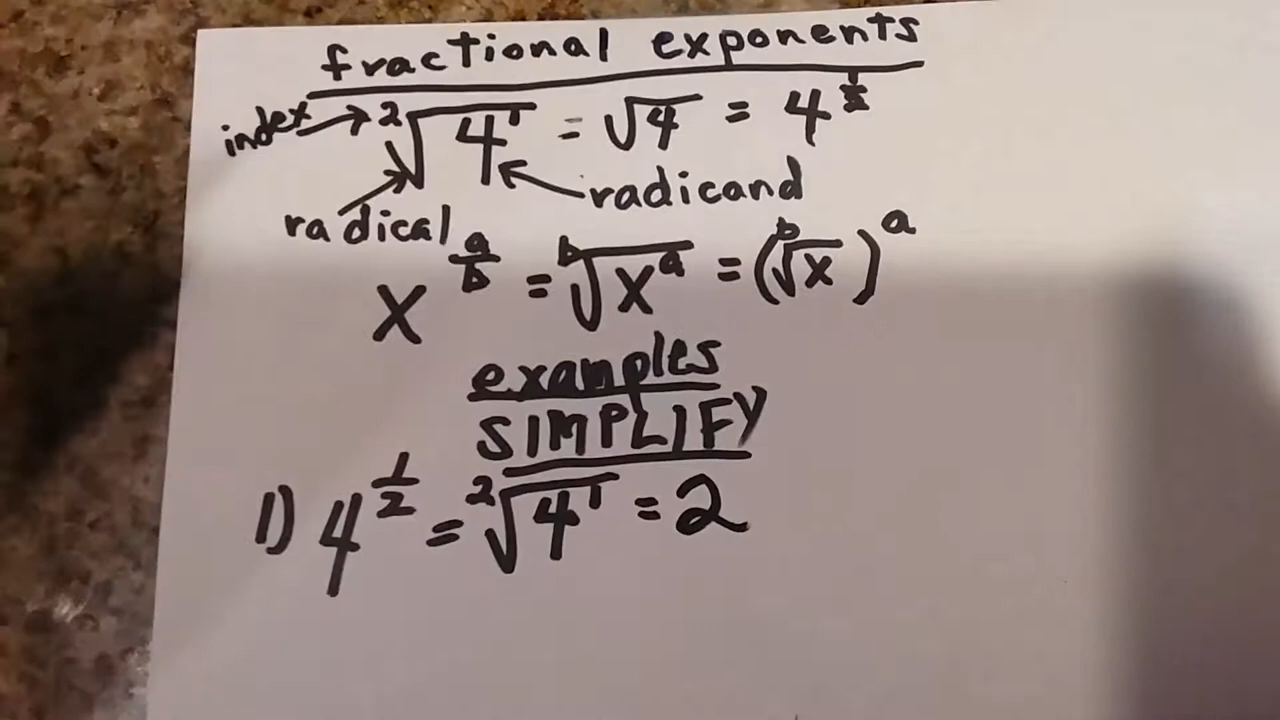 fractional exponents
index → ²√4¹ = √4 = 4^(1/2)
radical radicand
x^(a/b) = ᵇ√xᵃ = (ᵇ√x)ᵃ
examples
SIMPLIFY
1) 4^(1/2) = ²√4¹ = 2